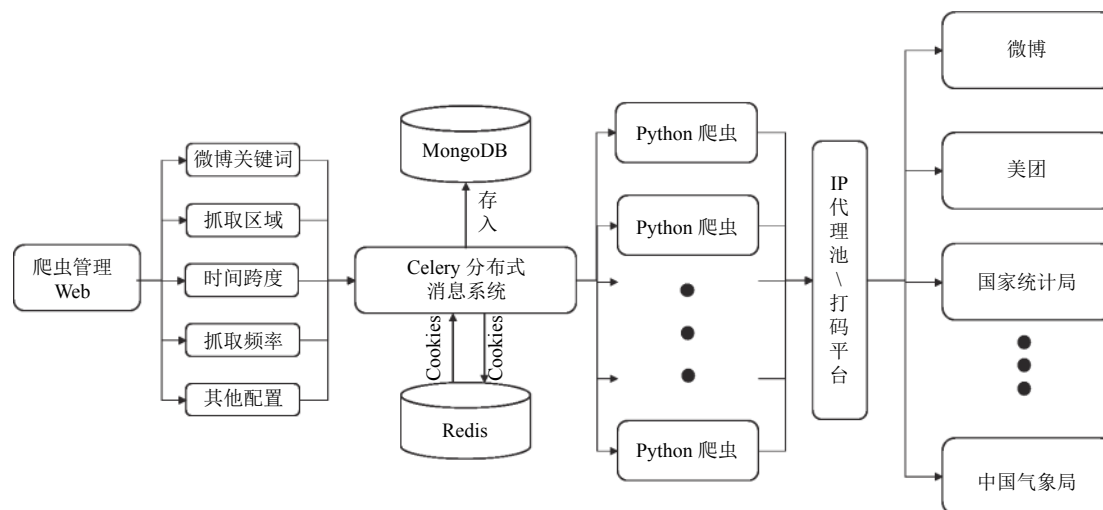 爬虫管理
Web
微博关键词
抓取区域
时间跨度
抓取频率
其他配置
MongoDB
存入
Celery 分布式
消息系统
Cookies
Cookies
Redis
Python 爬虫
Python 爬虫
Python 爬虫
IP
代
理
池
\
打
码
平
台
微博
美团
国家统计局
中国气象局